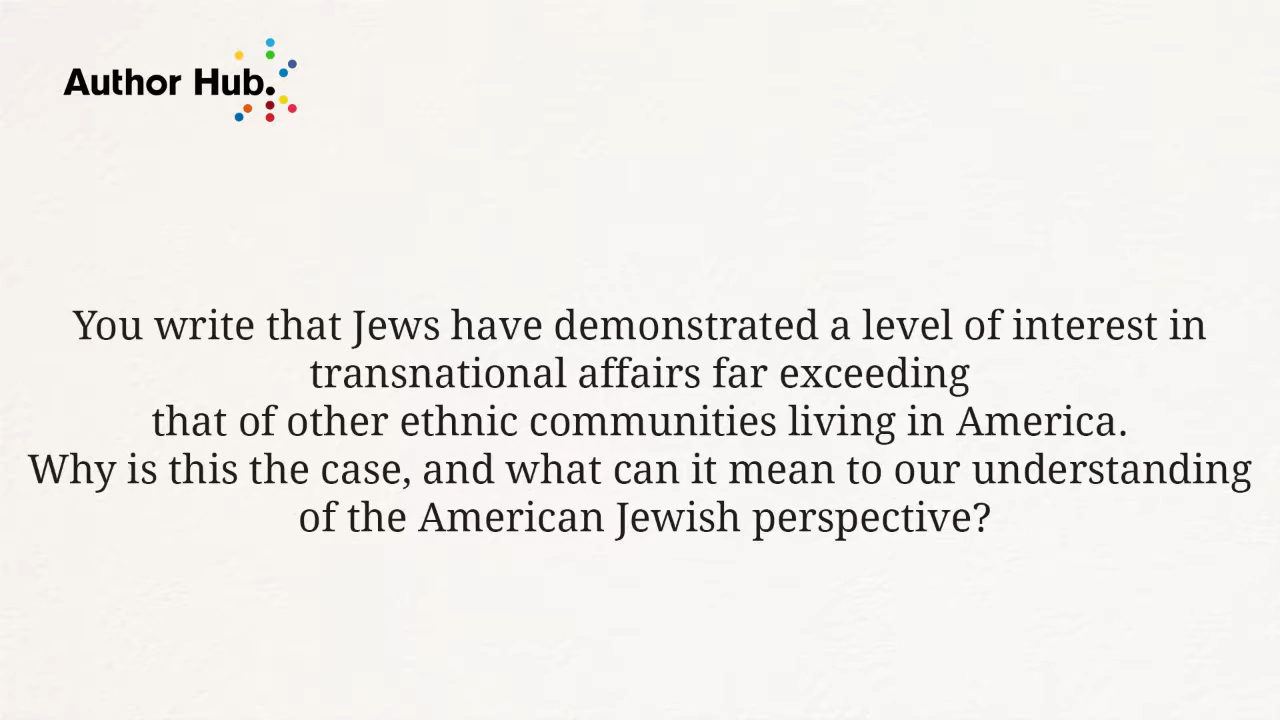 Author Hub.
You write that Jews have demonstrated a level of interest in
transnational affairs far exceeding
that of other ethnic communities living in America.
Why is this the case, and what can it mean to our understanding
of the American Jewish perspective?